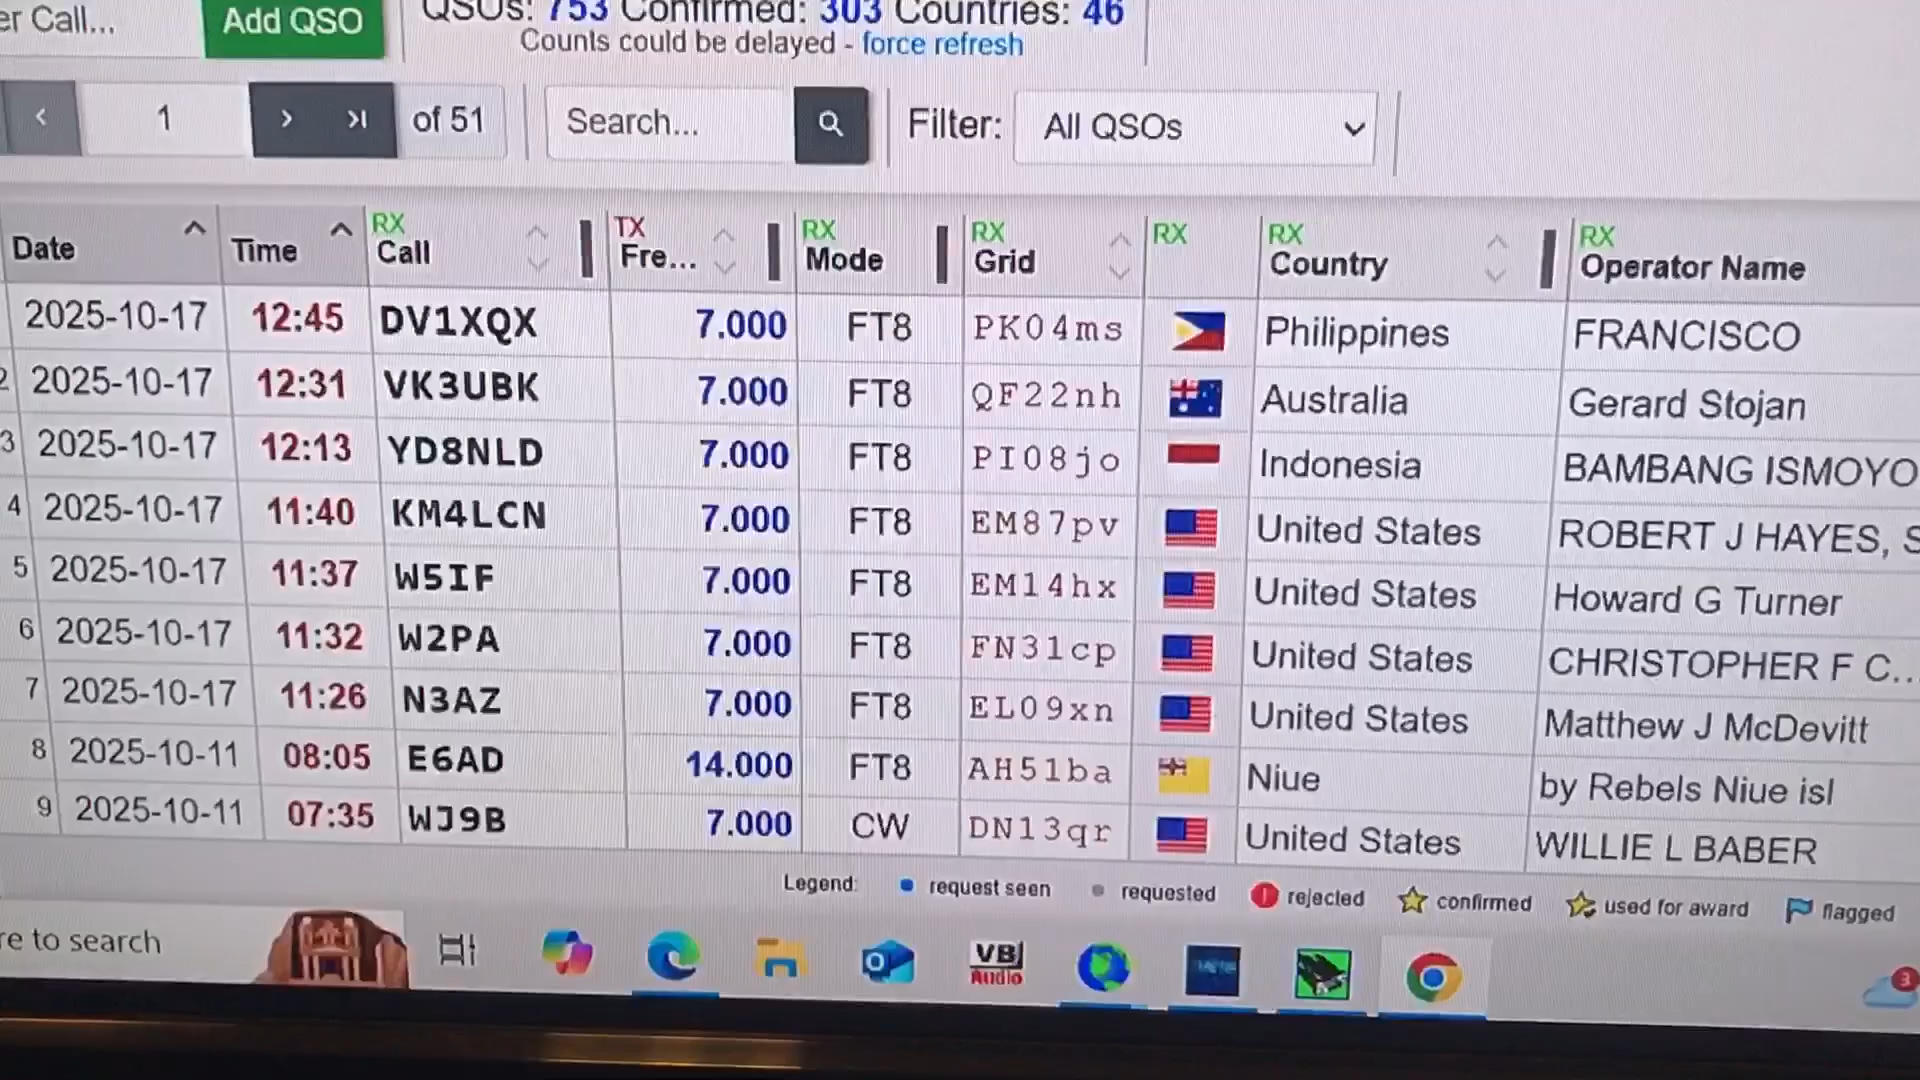 er Call... Add QSO QSOs: 753 Confirmed: 303 Countries: 46
Counts could be delayed - force refresh
1 of 51 Search... Filter: All QSOs
Date Time RX Call TX Fre... RX Mode RX Grid RX RX Country RX Operator Name
2025-10-17 12:45 DV1XQX 7.000 FT8 PK04ms Philippines FRANCISCO
2 2025-10-17 12:31 VK3UBK 7.000 FT8 QF22nh Australia Gerard Stojan
3 2025-10-17 12:13 YD8NLD 7.000 FT8 PI08jo Indonesia BAMBANG ISMOYO
4 2025-10-17 11:40 KM4LCN 7.000 FT8 EM87pv United States ROBERT J HAYES, S
5 2025-10-17 11:37 W5IF 7.000 FT8 EM14hx United States Howard G Turner
6 2025-10-17 11:32 W2PA 7.000 FT8 FN31cp United States CHRISTOPHER F C...
7 2025-10-17 11:26 N3AZ 7.000 FT8 EL09xn United States Matthew J McDevitt
8 2025-10-11 08:05 E6AD 14.000 FT8 AH51ba Niue by Rebels Niue isl
9 2025-10-11 07:35 WJ9B 7.000 CW DN13qr United States WILLIE L BABER
Legend: request seen requested rejected confirmed used for award flagged
re to search VB Audio 3